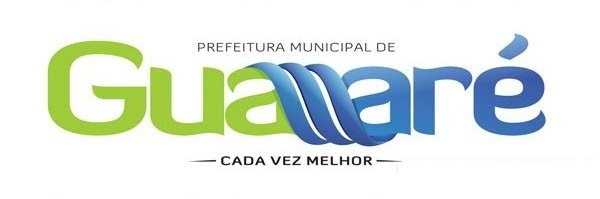 PREFEITURA MUNICIPAL DE
Guamaré
CADA VEZ MELHOR